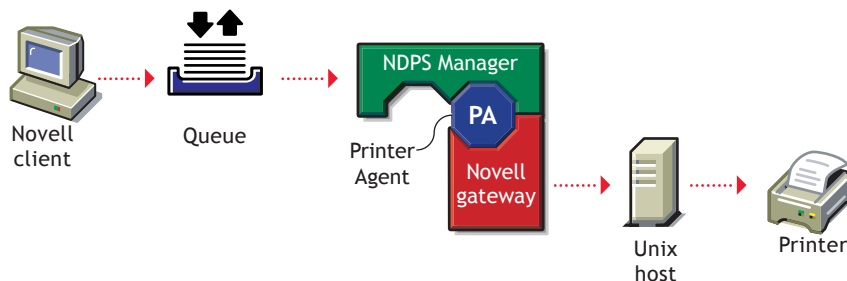 NDPS Manager
PA
Novell
client
Queue
Printer
Agent
Novell
gateway
Unix
host
Printer